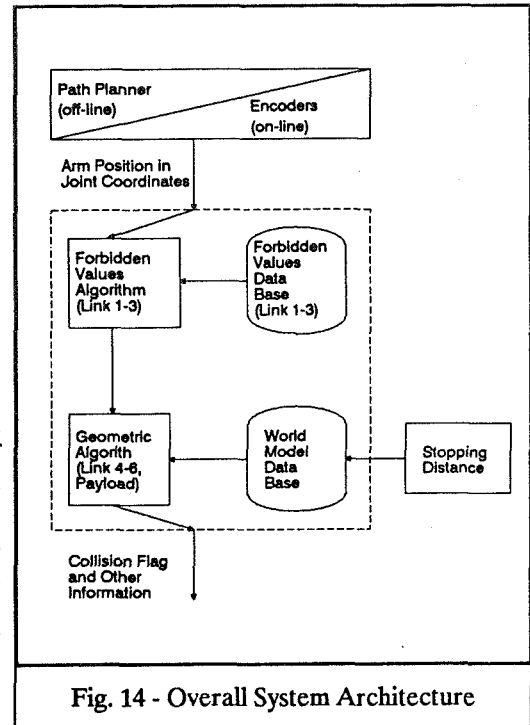 Path Planner
(off-line)
Encoders
(on-line)
Arm Position in
Joint Coordinates
Forbidden
Values
Algorithm
(Link 1-3)
Forbidden
Values
Data
Base
(Link 1-3)
Geometric
Algorith
(Link 4-6,
Payload)
World
Model
Data
Base
Stopping
Distance
Collision Flag
and Other
Information
Fig. 14 - Overall System Architecture